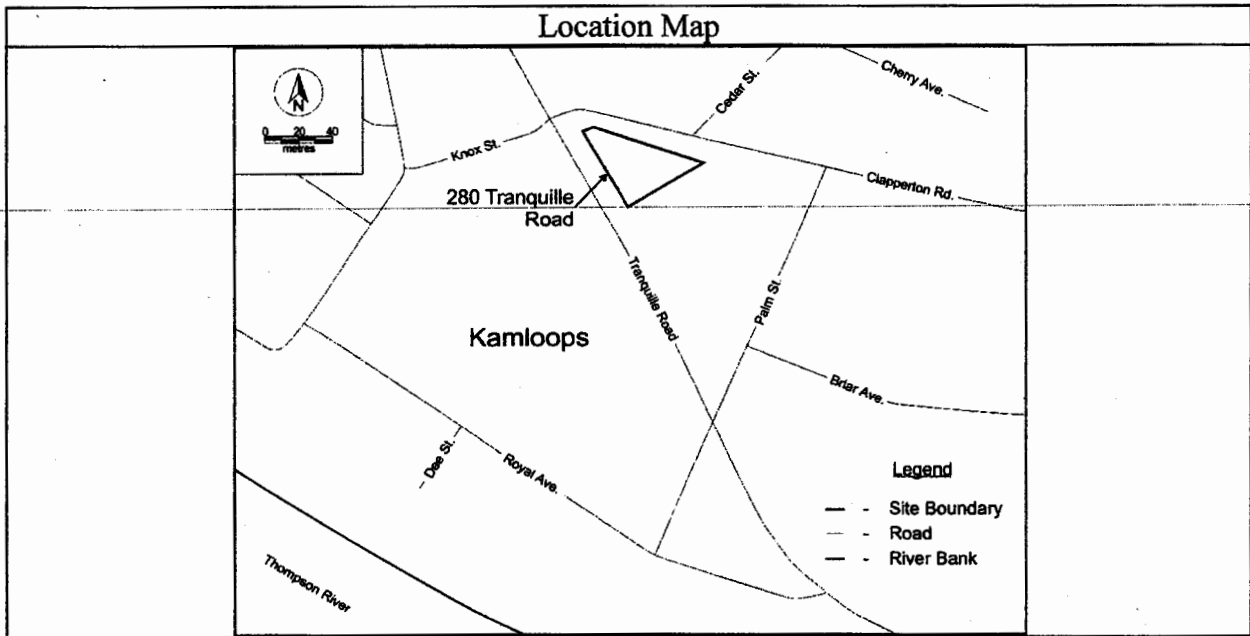 Location Map
N
0 20 40
metres
Cedar St.
Cherry Ave.
Knox St.
Clapperton Rd.
280 Tranquille
Road
Tranquille Road
Palm St.
Kamloops
Briar Ave.
Dee St.
Royal Ave.
Legend
- Site Boundary
- Road
- River Bank
Thompson River